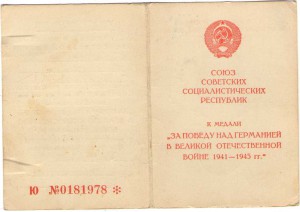 Ю №0181978 *
СОЮЗ
СОВЕТСКИХ
СОЦИАЛИСТИЧЕСКИХ
РЕСПУБЛИК
К МЕДАЛИ
„ЗА ПОБЕДУ НАД ГЕРМАНИЕЙ
В ВЕЛИКОЙ ОТЕЧЕСТВЕННОЙ
ВОЙНЕ 1941—1945 гг.“